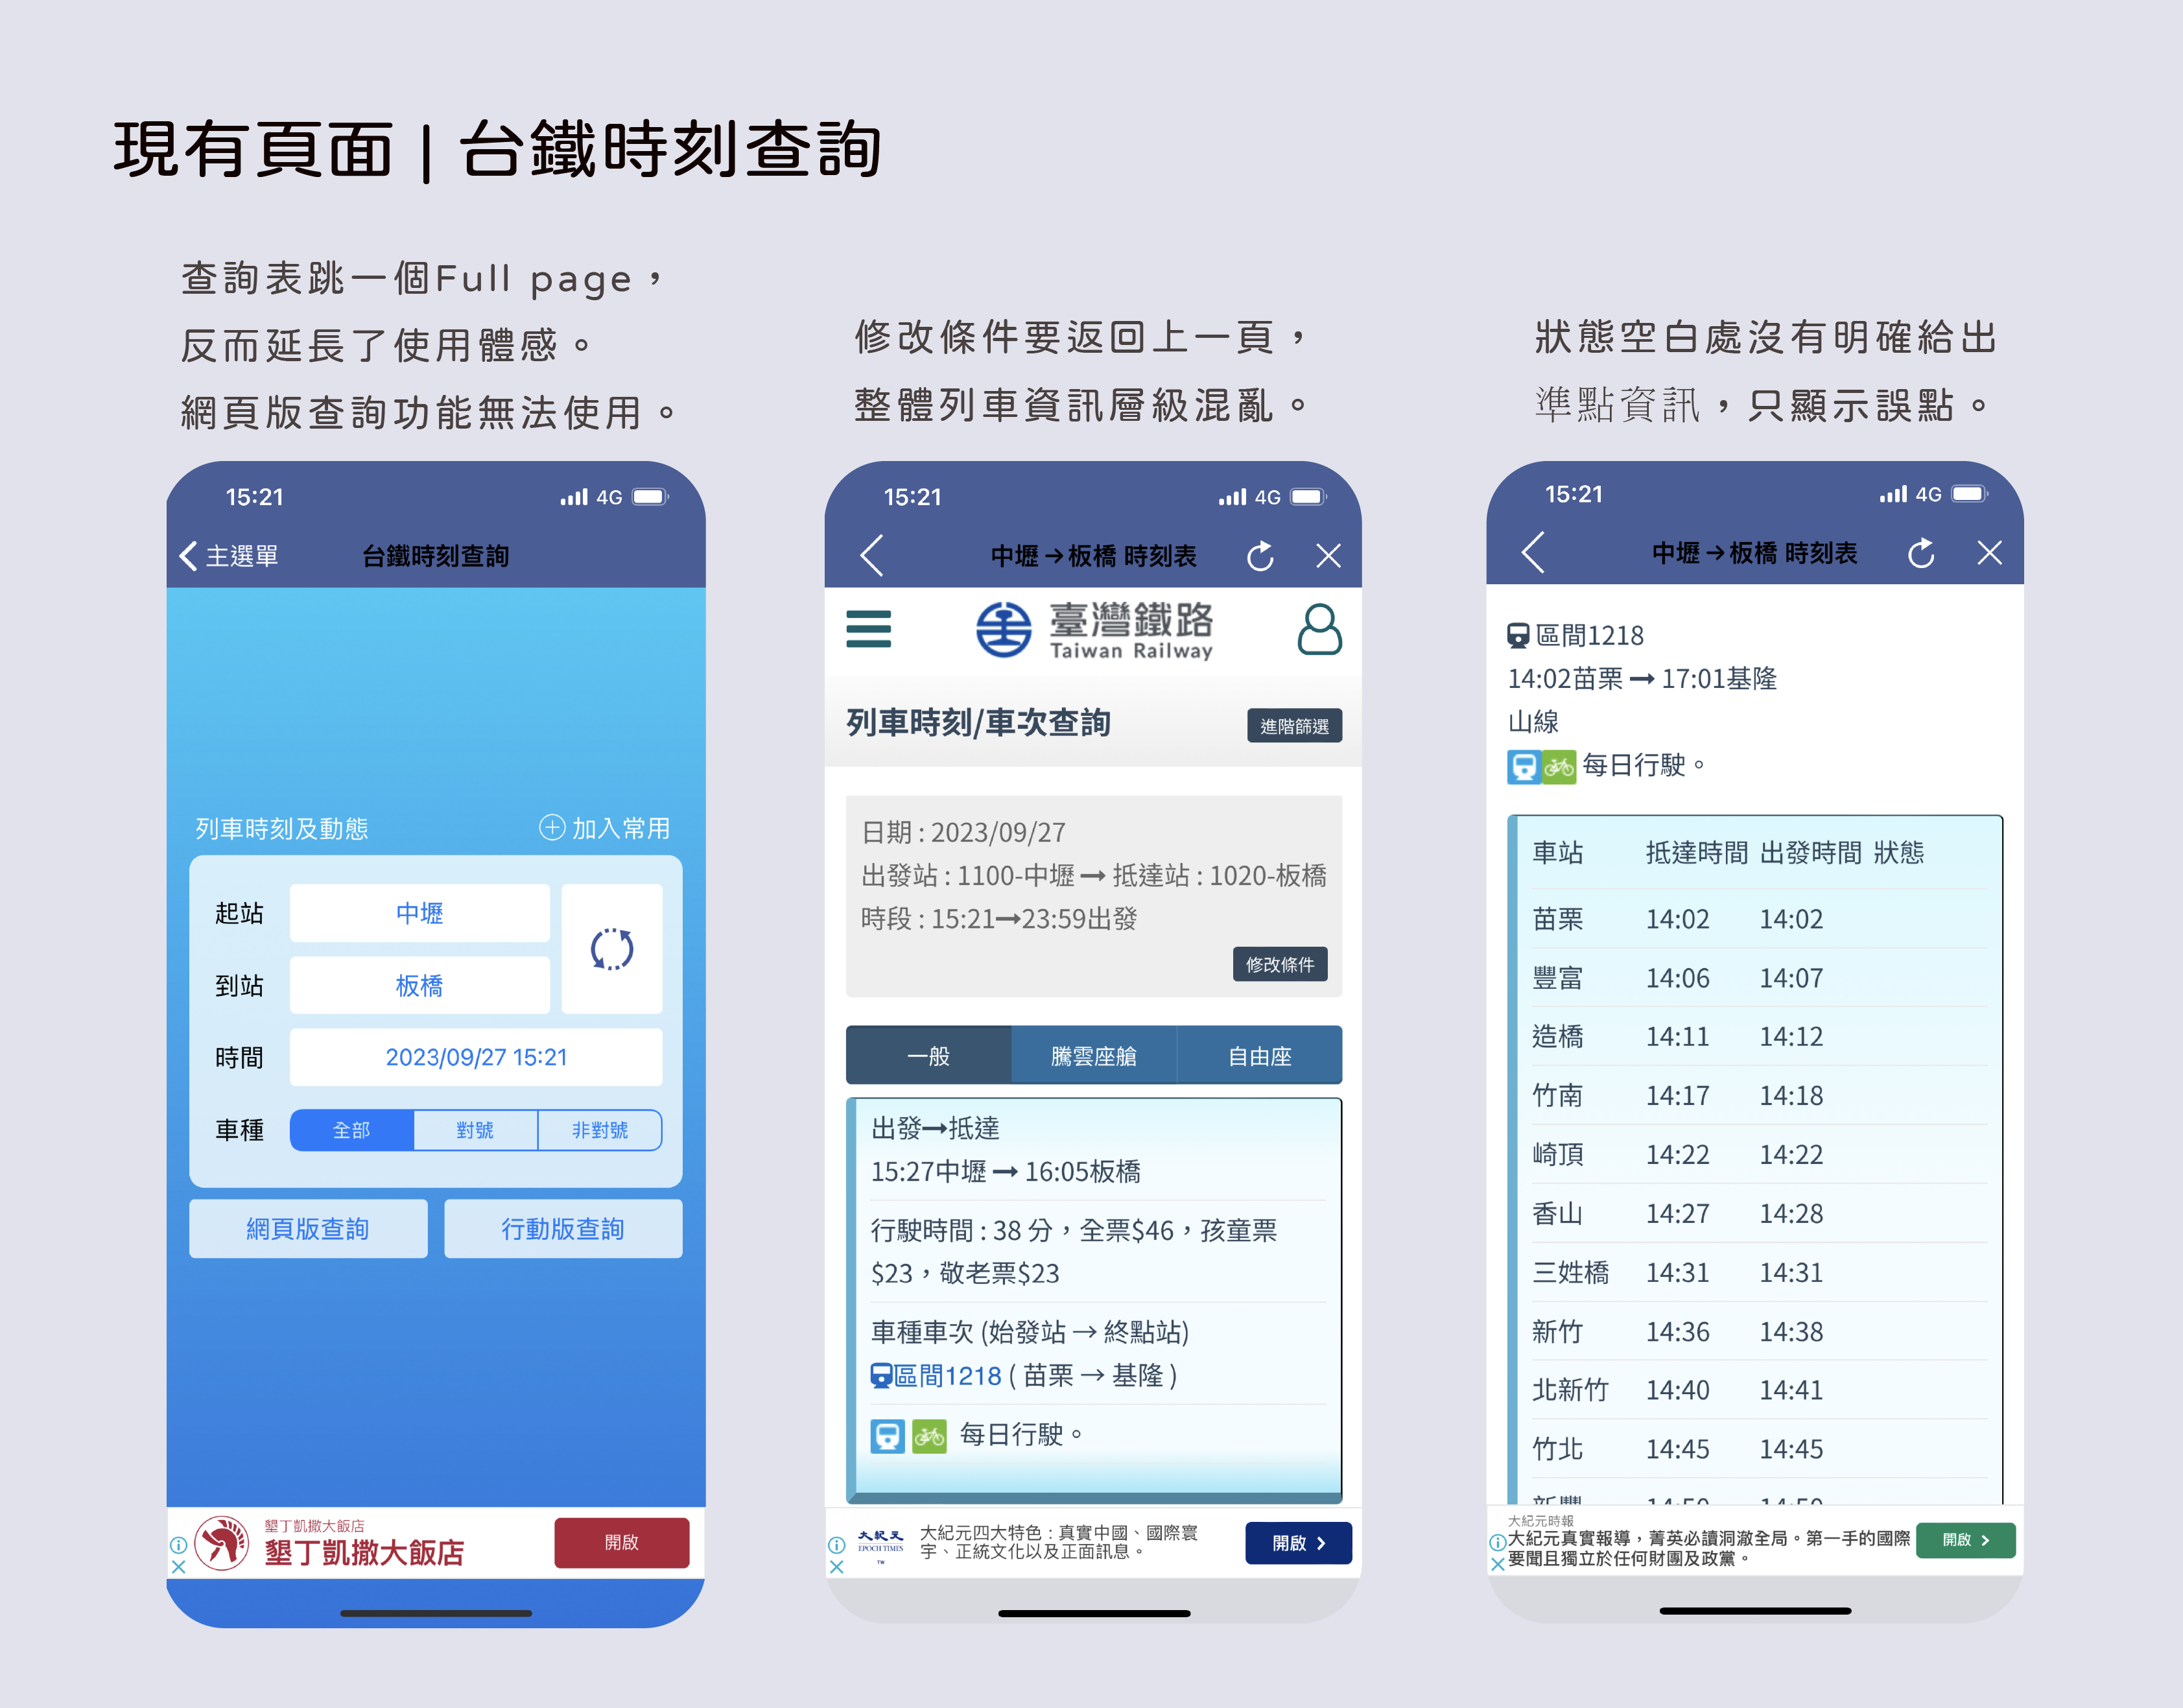 現有頁面 | 台鐵時刻查詢
查詢表跳一個Full page，
反而延長了使用體感。
網頁版查詢功能無法使用。
修改條件要返回上一頁，
整體列車資訊層級混亂。
狀態空白處沒有明確給出
準點資訊，只顯示誤點。
15:21 4G
主選單 台鐵時刻查詢
列車時刻及動態 加入常用
起站 中壢
到站 板橋
時間 2023/09/27 15:21
車種 全部 對號 非對號
網頁版查詢 行動版查詢
墾丁凱撒大飯店
墾丁凱撒大飯店
開啟
15:21 4G
中壢→板橋 時刻表
臺灣鐵路
Taiwan Railway
列車時刻/車次查詢 進階篩選
日期 : 2023/09/27
出發站 : 1100-中壢 → 抵達站 : 1020-板橋
時段 : 15:21→23:59出發
修改條件
一般 騰雲座艙 自由座
出發→抵達
15:27中壢 → 16:05板橋
行駛時間 : 38 分，全票$46，孩童票
$23，敬老票$23
車種車次 (始發站 → 終點站)
區間1218 ( 苗栗 → 基隆 )
每日行駛。
大紀元
EPOCH TIMES
TW
大紀元四大特色 : 真實中國、國際寰
宇、正統文化以及正面訊息。
開啟
15:21 4G
中壢→板橋 時刻表
區間1218
14:02苗栗 → 17:01基隆
山線
每日行駛。
車站 抵達時間 出發時間 狀態
苗栗 14:02 14:02
豐富 14:06 14:07
造橋 14:11 14:12
竹南 14:17 14:18
崎頂 14:22 14:22
香山 14:27 14:28
三姓橋 14:31 14:31
新竹 14:36 14:38
北新竹 14:40 14:41
竹北 14:45 14:45
新豐 14:50 14:50
大紀元時報
大紀元真實報導，菁英必讀洞澈全局。第一手的國際
要聞且獨立於任何財團及政黨。
開啟